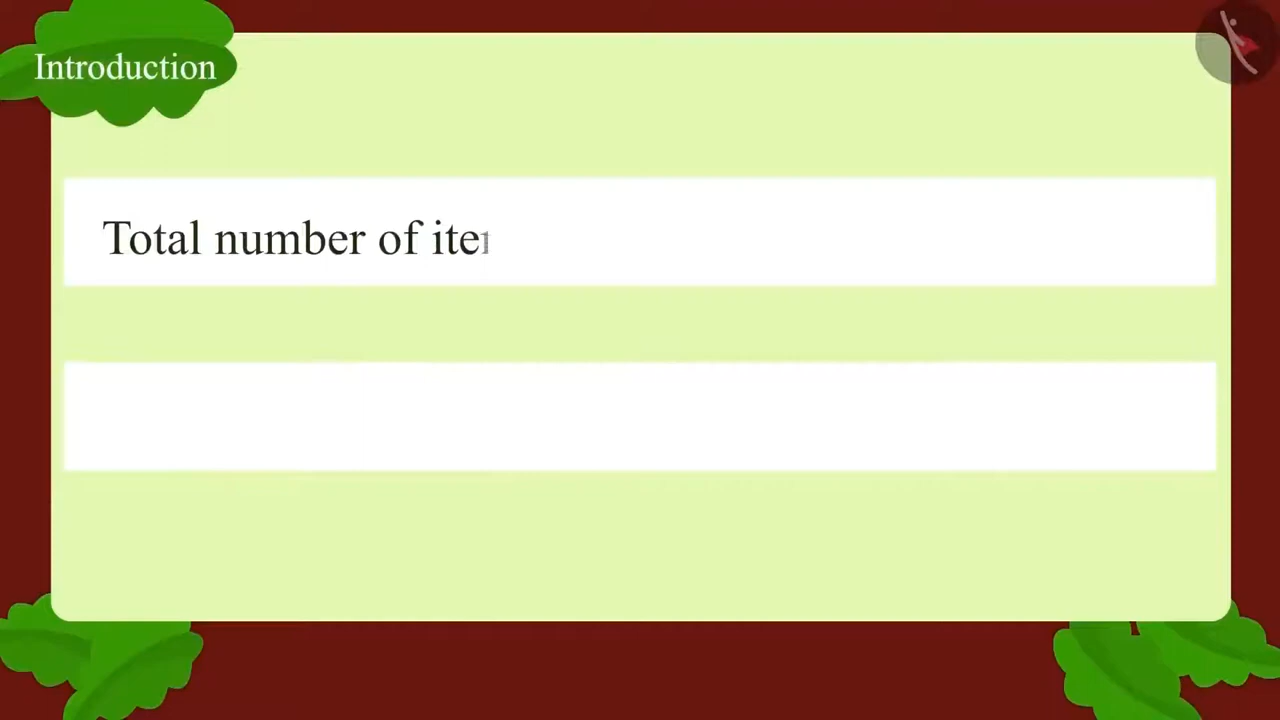 Introduction
Total number of ite